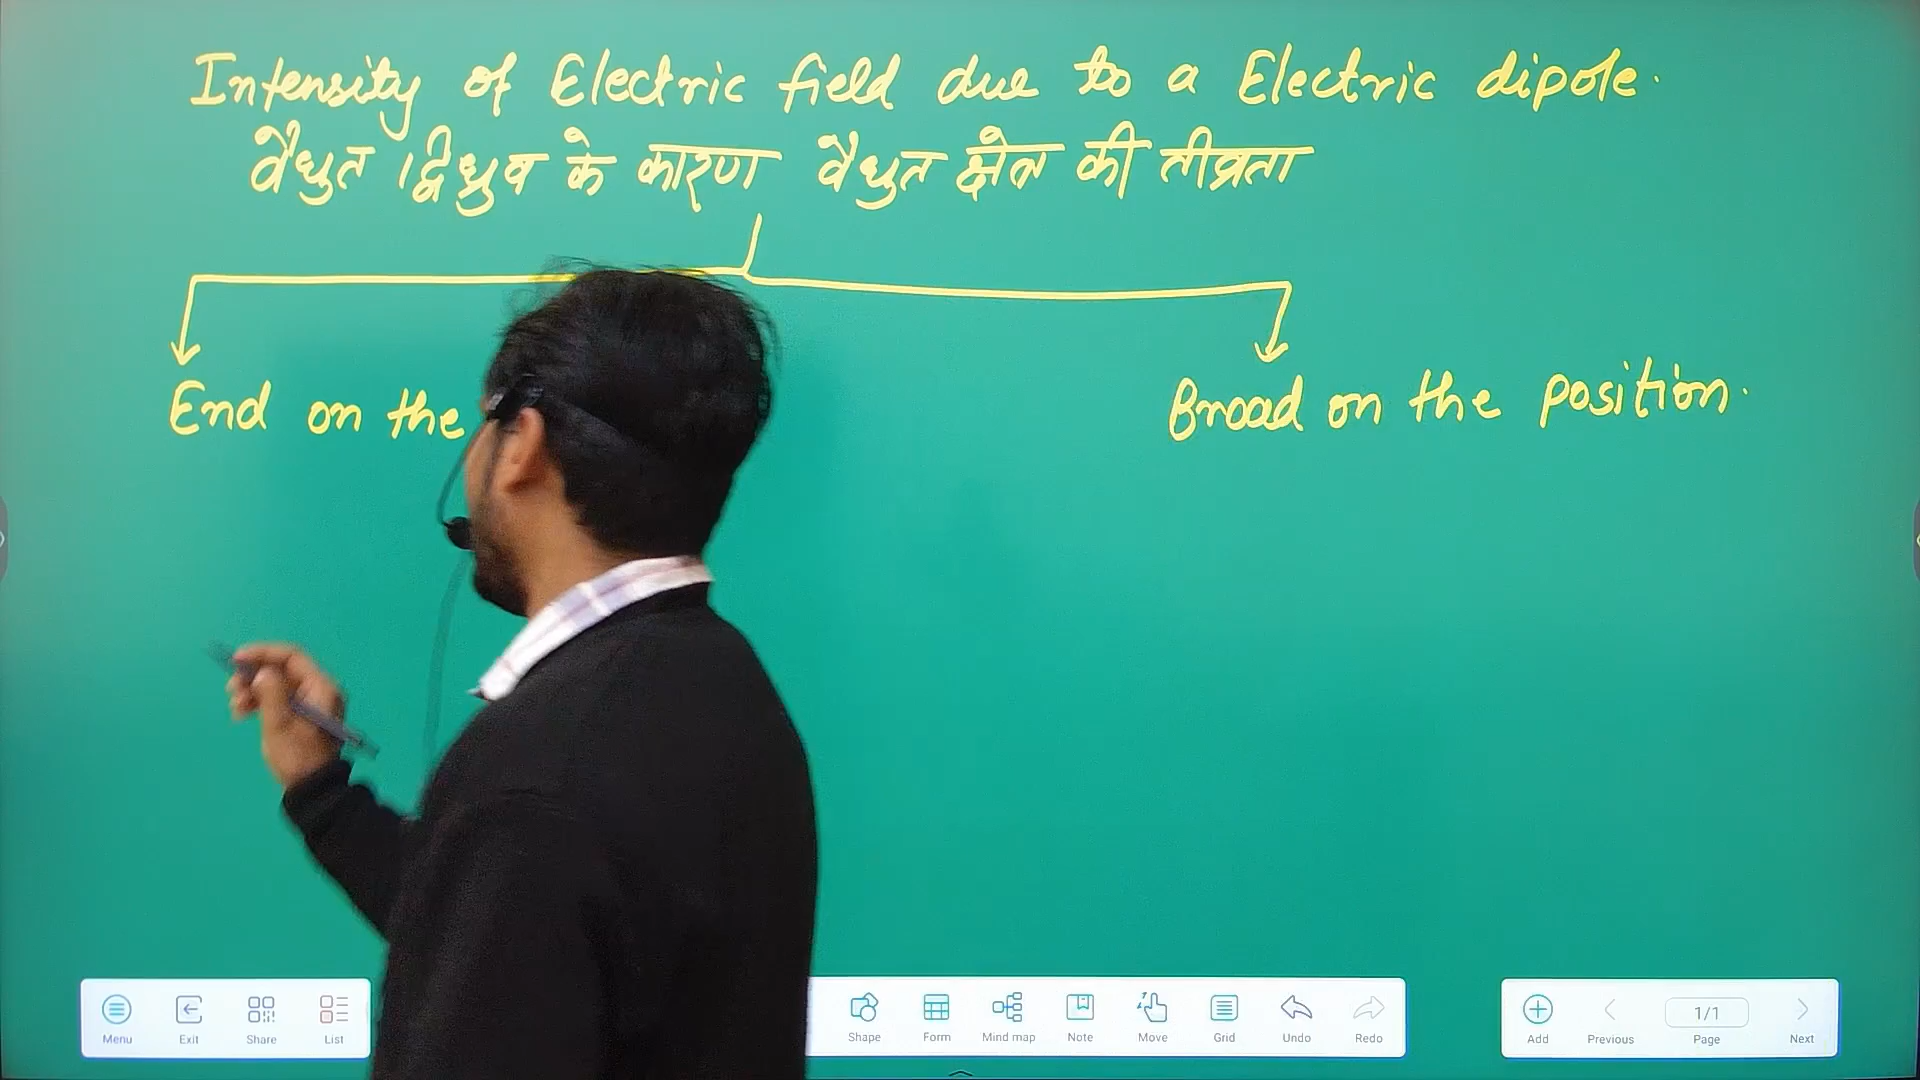 Intensity of Electric field due to a Electric dipole.
वैधुत द्विध्रुव के कारण वैधुत क्षेत्र की तीव्रता
End on the
Broad on the position.
Menu
Exit
Share
List
Shape
Form
Mind map
Note
Move
Grid
Undo
Redo
Add
Previous
1/1
Page
Next